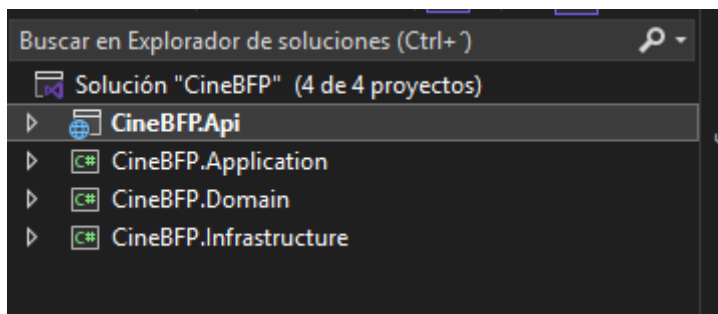 Buscar en Explorador de soluciones (Ctrl+´)
Solución "CineBFP" (4 de 4 proyectos)
CineBFP.Api
C# CineBFP.Application
C# CineBFP.Domain
C# CineBFP.Infrastructure